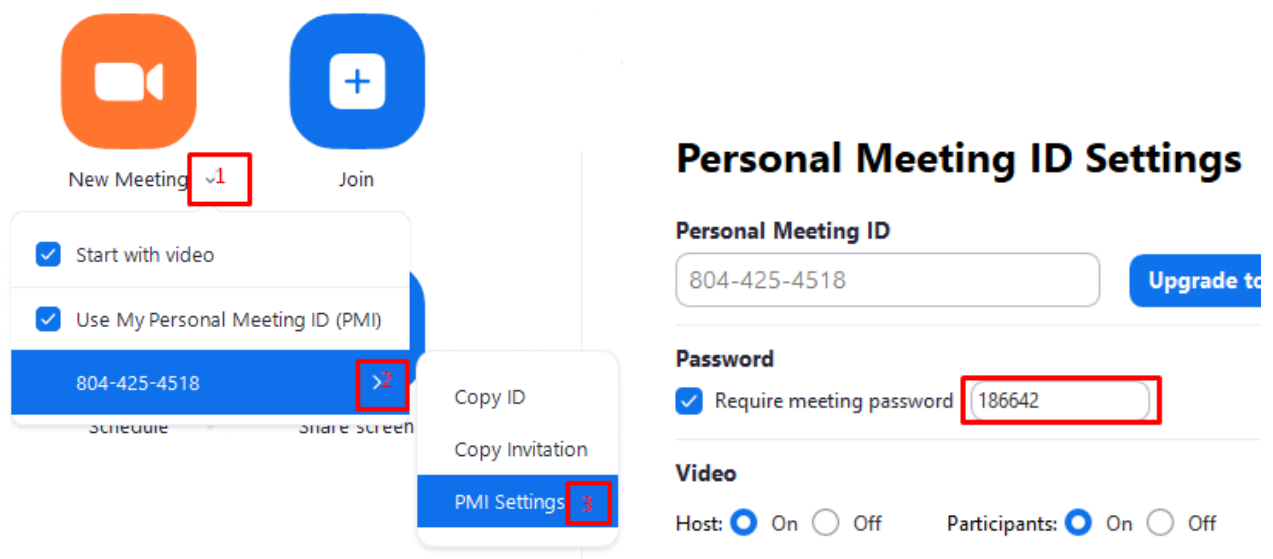 New Meeting 1
Join
Start with video
Use My Personal Meeting ID (PMI)
804-425-4518 2
Schedule
Share screen
Copy ID
Copy Invitation
PMI Settings 3
Personal Meeting ID Settings
Personal Meeting ID
804-425-4518
Upgrade to
Password
Require meeting password 186642
Video
Host: On Off Participants: On Off